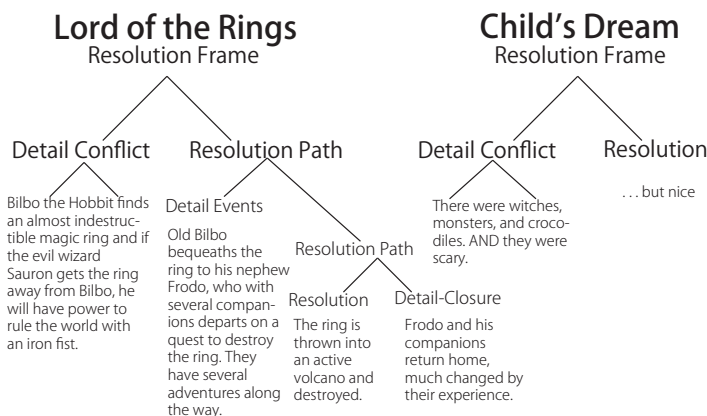 Lord of the Rings
Resolution Frame
Detail Conflict
Bilbo the Hobbit finds
an almost indestruc-
tible magic ring and if
the evil wizard
Sauron gets the ring
away from Bilbo, he
will have power to
rule the world with
an iron fist.
Resolution Path
Detail Events
Old Bilbo
bequeaths the
ring to his nephew
Frodo, who with
several compan-
ions departs on a
quest to destroy
the ring. They
have several
adventures along
the way.
Resolution Path
Resolution
The ring is
thrown into
an active
volcano and
destroyed.
Detail-Closure
Frodo and his
companions
return home,
much changed by
their experience.
Child's Dream
Resolution Frame
Detail Conflict
There were witches,
monsters, and croco-
diles. AND they were
scary.
Resolution
. . . but nice